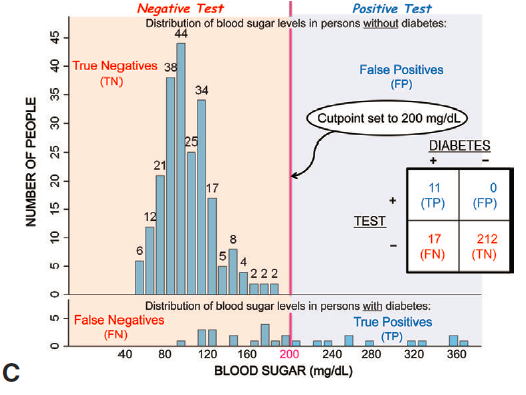 Negative Test
Positive Test
Distribution of blood sugar levels in persons without diabetes:
44
45
40
35
30
25
20
15
10
5
0
NUMBER OF PEOPLE
True Negatives
(TN)
38
34
25
21
17
12
6
5
8
4
2 2 2
False Positives
(FP)
Cutpoint set to 200 mg/dL
DIABETES
+ −
TEST
+
11
(TP)
0
(FP)
−
17
(FN)
212
(TN)
Distribution of blood sugar levels in persons with diabetes:
5
0
False Negatives
(FN)
True Positives
(TP)
40 80 120 160 200 240 280 320 360
BLOOD SUGAR (mg/dL)
C